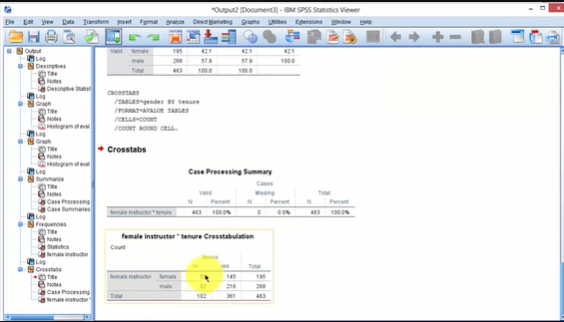 *Output2 [Document3] - IBM SPSS Statistics Viewer
File Edit View Data Transform Insert Format Analyze Direct Marketing Graphs Utilities Extensions Window Help
Output
Log
Descriptives
Title
Notes
Descriptive Statist
Log
Graph
Title
Notes
Histogram of eval
Log
Graph
Title
Notes
Histogram of eval
Log
Summarize
Title
Notes
Case Processing
Case Summaries
Log
Frequencies
Title
Notes
Statistics
female instructor
Log
Crosstabs
Title
Notes
Case Processing
female instructor *
Valid female 195 42.1 42.1 42.1
male 268 57.9 57.9 100.0
Total 463 100.0 100.0
CROSSTABS
/TABLES=gender BY tenure
/FORMAT=AVALUE TABLES
/CELLS=COUNT
/COUNT ROUND CELL.
Crosstabs
Case Processing Summary
Cases
Valid Missing Total
N Percent N Percent N Percent
female instructor * tenure 463 100.0% 0 0.0% 463 100.0%
female instructor * tenure Crosstabulation
Count
tenure
yes Total
female instructor female 145 195
male 52 216 268
Total 102 361 463